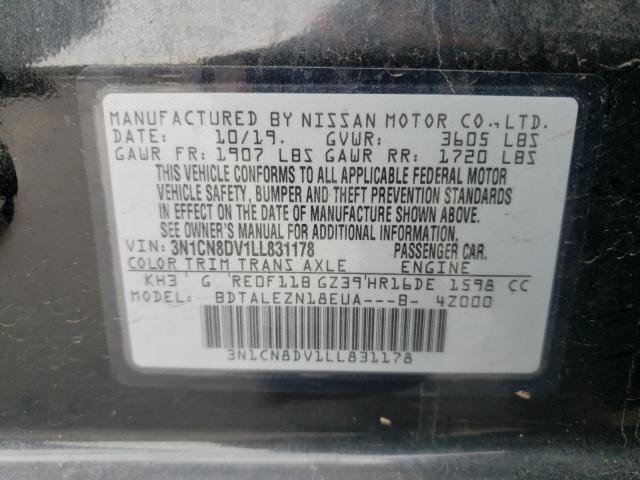 MANUFACTURED BY NISSAN MOTOR CO., LTD.
DATE: 10/19. GVWR: 3605 LBS
GAWR FR: 1907 LBS GAWR RR: 1720 LBS
THIS VEHICLE CONFORMS TO ALL APPLICABLE FEDERAL MOTOR
VEHICLE SAFETY, BUMPER AND THEFT PREVENTION STANDARDS
IN EFFECT ON THE DATE OF MANUFACTURE SHOWN ABOVE.
SEE OWNER'S MANUAL FOR ADDITIONAL INFORMATION.
VIN: 3N1CN8DV1LL831178 PASSENGER CAR.
COLOR TRIM TRANS AXLE ENGINE
KH3 G RE0F11B GZ39 HR16DE 1598 CC
MODEL: BDTALEZN18EUA---B- 4Z000
3N1CN8DV1LL831178